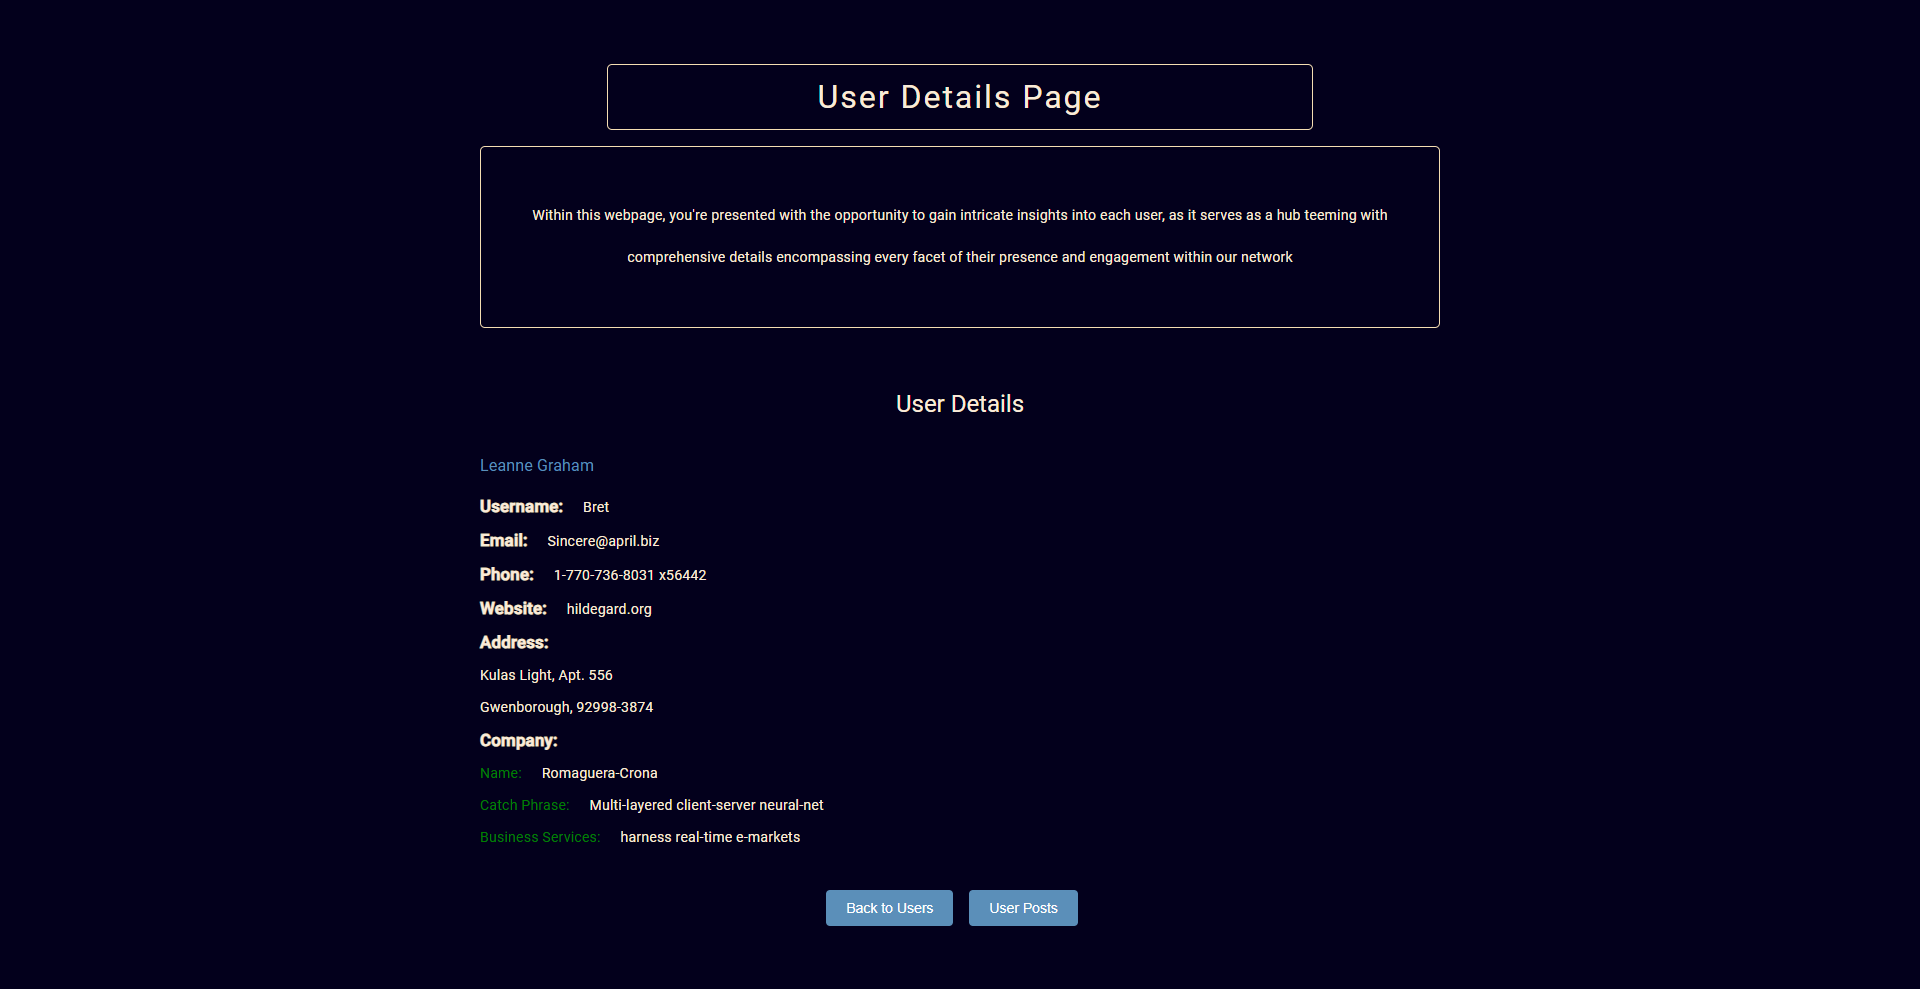 User Details Page
Within this webpage, you're presented with the opportunity to gain intricate insights into each user, as it serves as a hub teeming with
comprehensive details encompassing every facet of their presence and engagement within our network
User Details
Leanne Graham
Username: Bret
Email: Sincere@april.biz
Phone: 1-770-736-8031 x56442
Website: hildegard.org
Address:
Kulas Light, Apt. 556
Gwenborough, 92998-3874
Company:
Name: Romaguera-Crona
Catch Phrase: Multi-layered client-server neural-net
Business Services: harness real-time e-markets
Back to Users User Posts